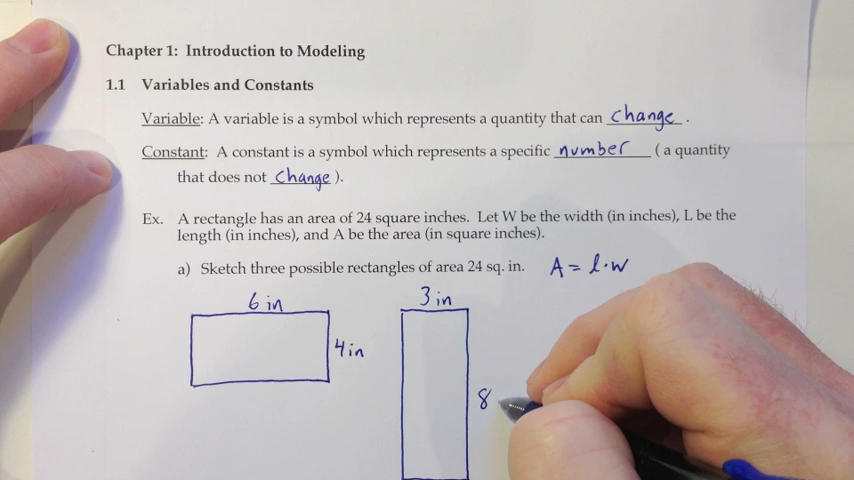 Chapter 1: Introduction to Modeling
1.1 Variables and Constants
Variable: A variable is a symbol which represents a quantity that can change.
Constant: A constant is a symbol which represents a specific number (a quantity
that does not change).
Ex. A rectangle has an area of 24 square inches. Let W be the width (in inches), L be the
length (in inches), and A be the area (in square inches).
a) Sketch three possible rectangles of area 24 sq. in. A = l·w
6 in
3 in
4 in
8